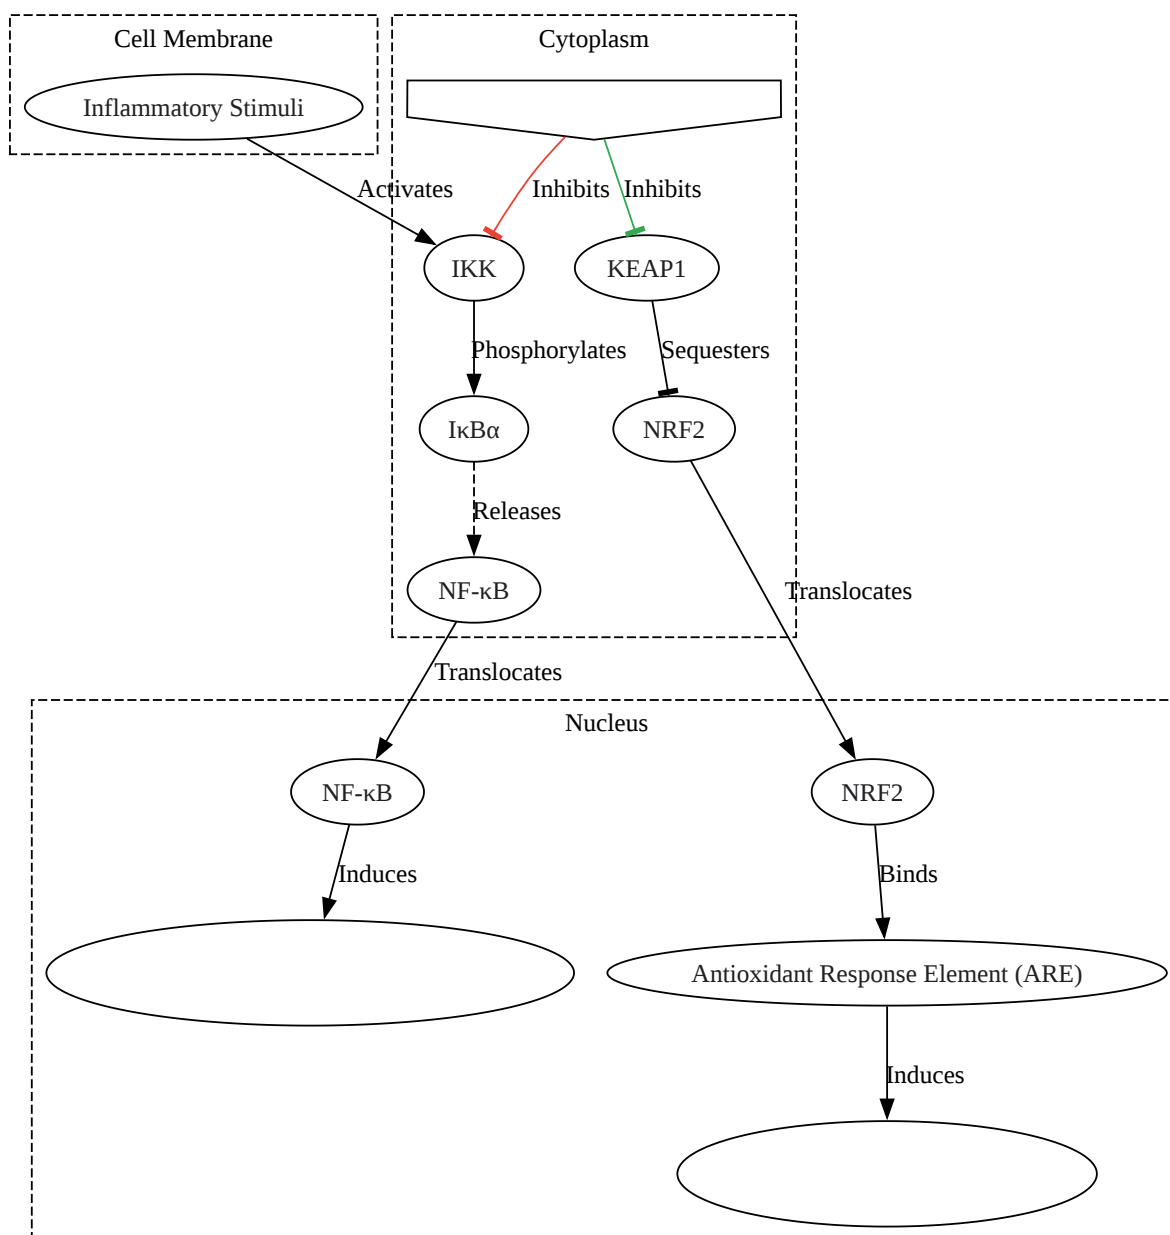 Cell Membrane
Cytoplasm
Inflammatory Stimuli
Activates
Inhibits
Inhibits
IKK
KEAP1
Phosphorylates
Sequesters
IκBα
NRF2
Releases
NF-κB
Translocates
Translocates
Nucleus
NF-κB
NRF2
Induces
Binds
Antioxidant Response Element (ARE)
Induces